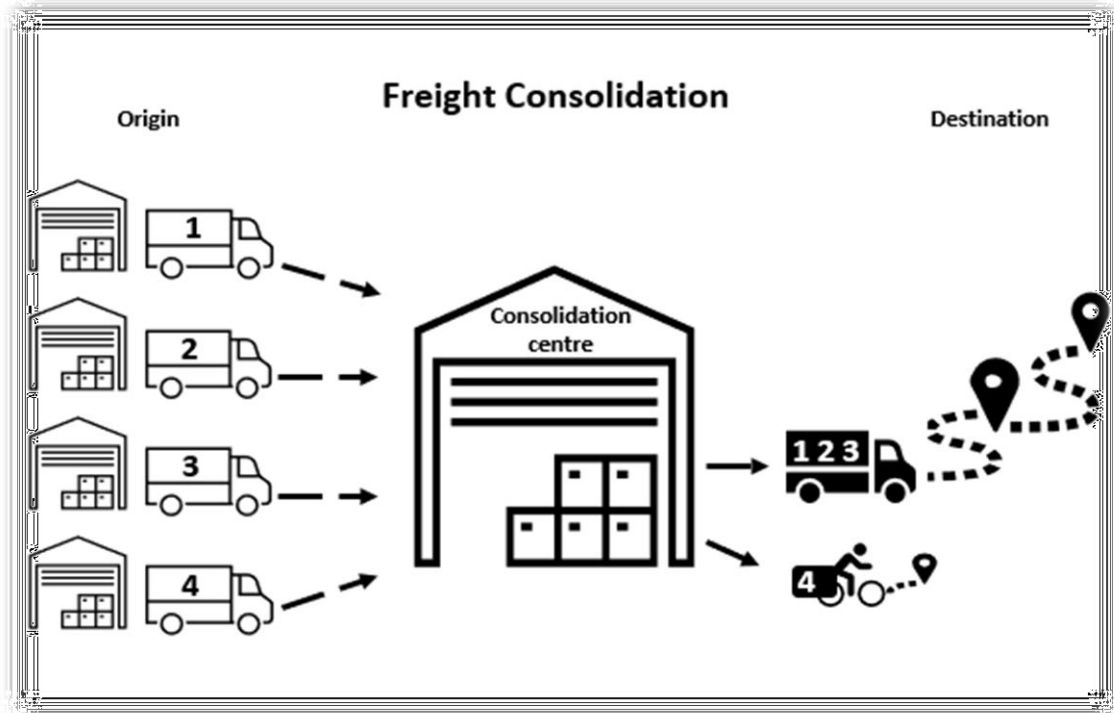 Freight Consolidation
Origin
Destination
1
2
3
4
Consolidation
centre
1 2 3
4